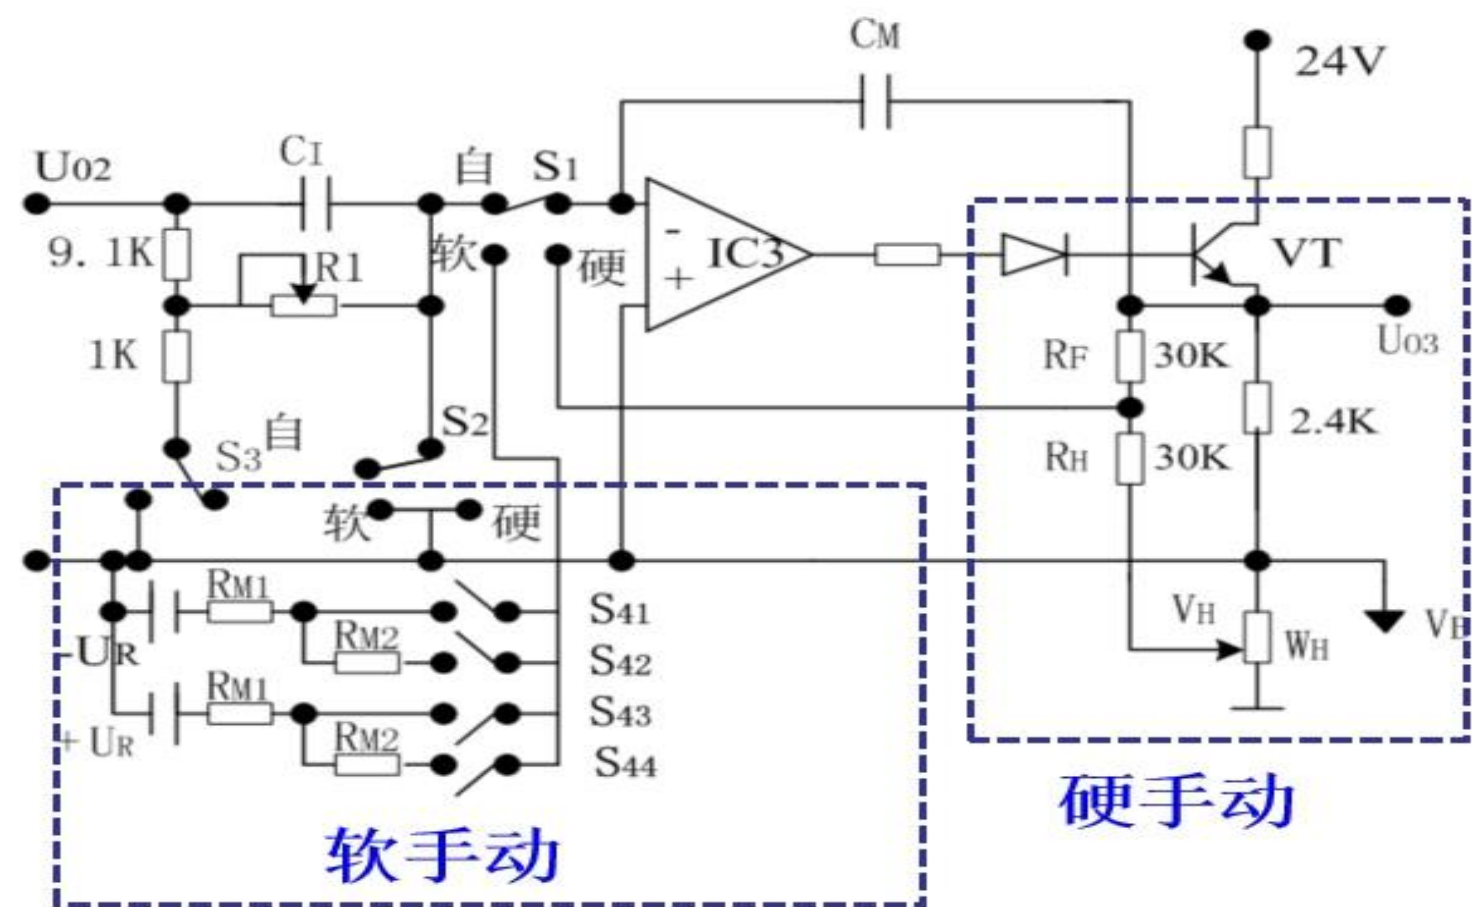 CM
24V
U02
CI
自
S1
9.1K
R1
软
硬
-
+
IC3
VT
1K
RF
30K
U03
S3
自
S2
RH
30K
2.4K
软
硬
RM1
S41
VH
WH
-UR
RM2
S42
RM1
S43
+UR
RM2
S44
软手动
硬手动